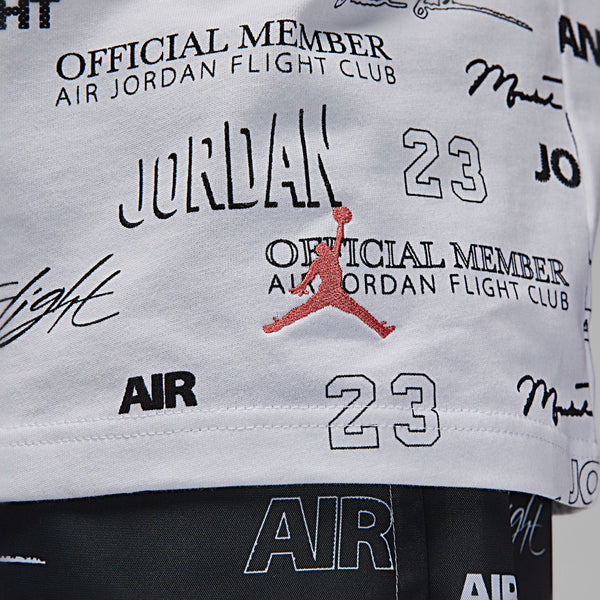 HT
OFFICIAL MEMBER
AIR JORDAN FLIGHT CLUB
AN
JORDAN
23
JO
OFFICIAL MEMBER
AIR JORDAN FLIGHT CLUB
flight
AIR
23
JO
AIR
flight
AIR